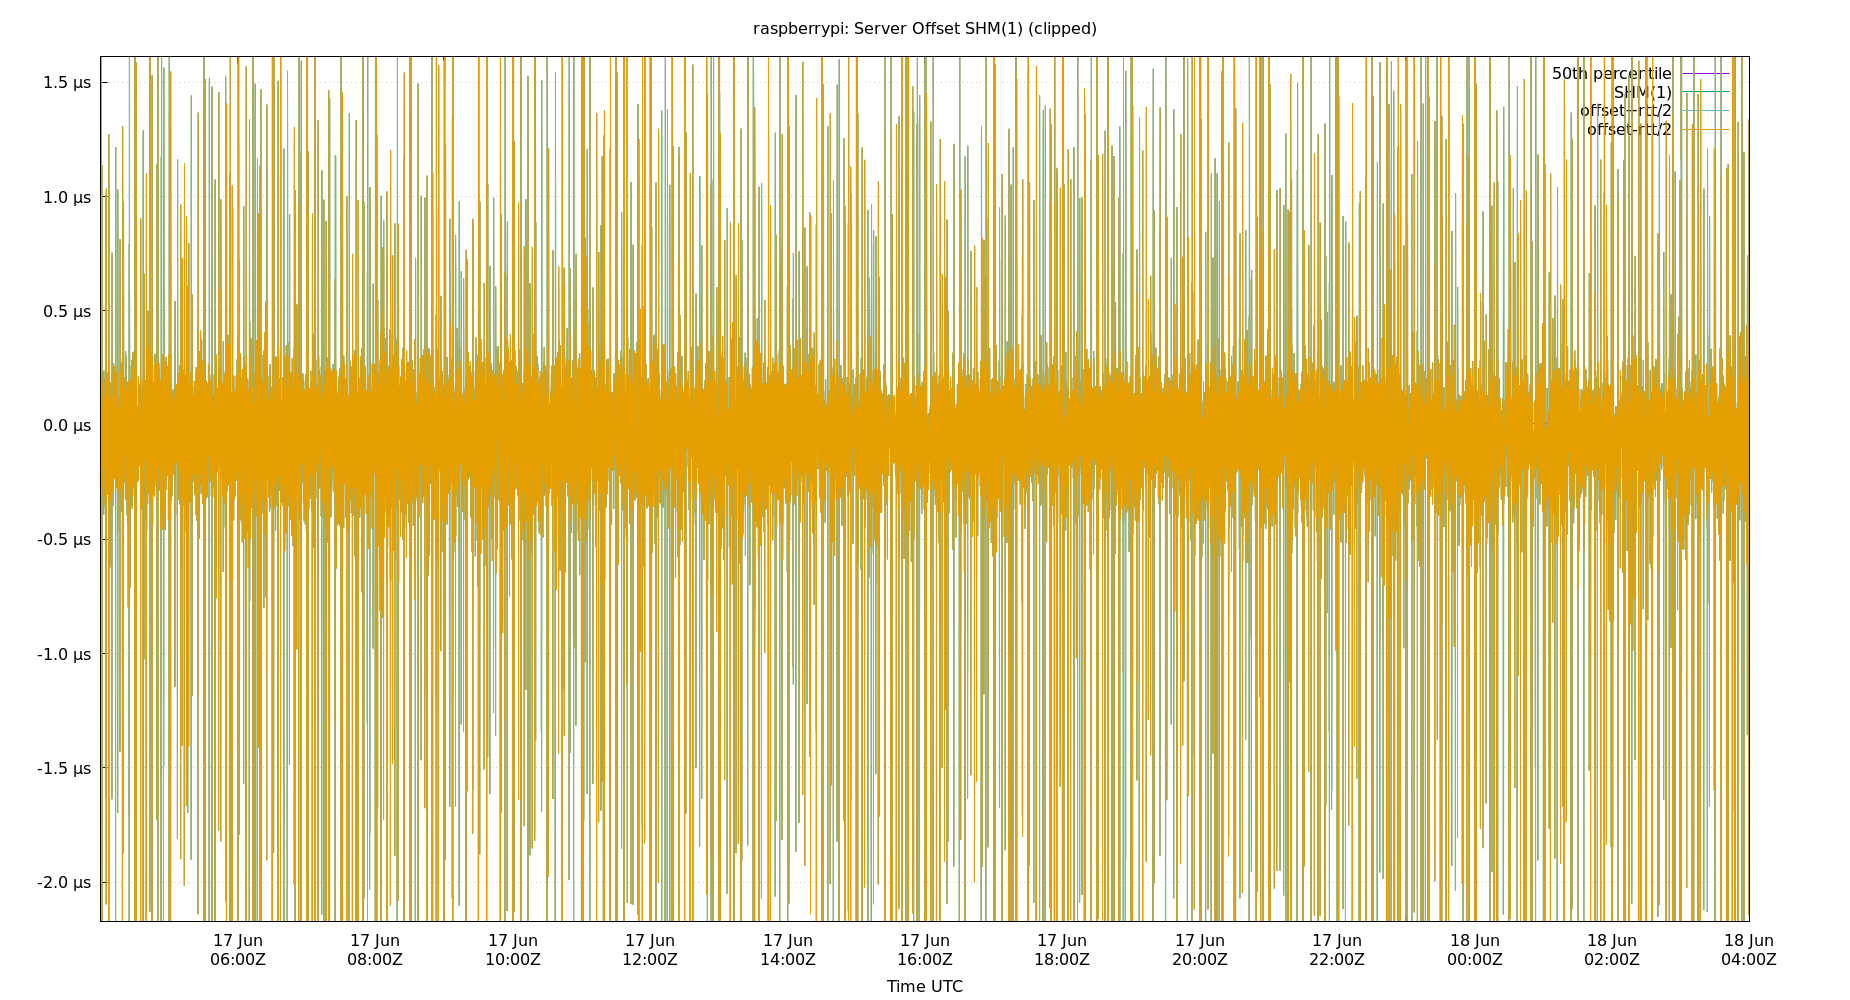 raspberrypi: Server Offset SHM(1) (clipped)
1.5 µs
1.0 µs
0.5 µs
0.0 µs
-0.5 µs
-1.0 µs
-1.5 µs
-2.0 µs
50th percentile
SHM(1)
offset+rtt/2
offset-rtt/2
17 Jun 17 Jun 17 Jun 17 Jun 17 Jun 17 Jun 17 Jun 17 Jun 17 Jun 18 Jun 18 Jun 18 Jun
06:00Z 08:00Z 10:00Z 12:00Z 14:00Z 16:00Z 18:00Z 20:00Z 22:00Z 00:00Z 02:00Z 04:00Z
Time UTC